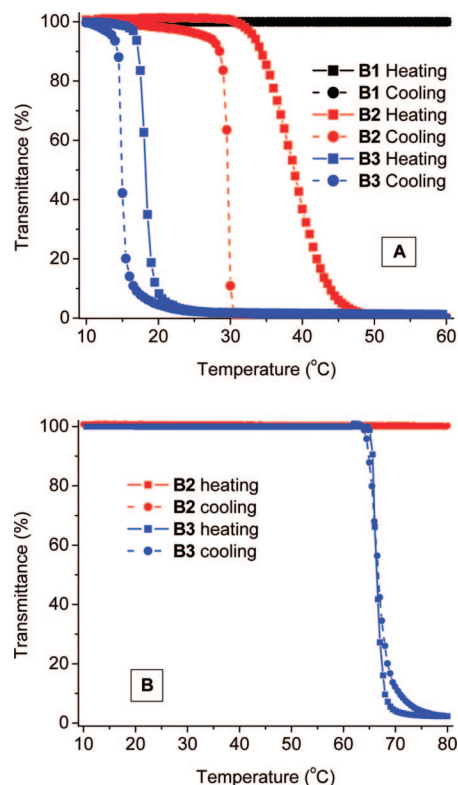 100
80
60
40
20
0
Transmittance (%)
B1 Heating
B1 Cooling
B2 Heating
B2 Cooling
B3 Heating
B3 Cooling
A
10 20 30 40 50 60
Temperature (°C)
100
80
60
40
20
0
Transmittance (%)
B2 heating
B2 cooling
B3 heating
B3 cooling
B
10 20 30 40 50 60 70 80
Temperature (°C)